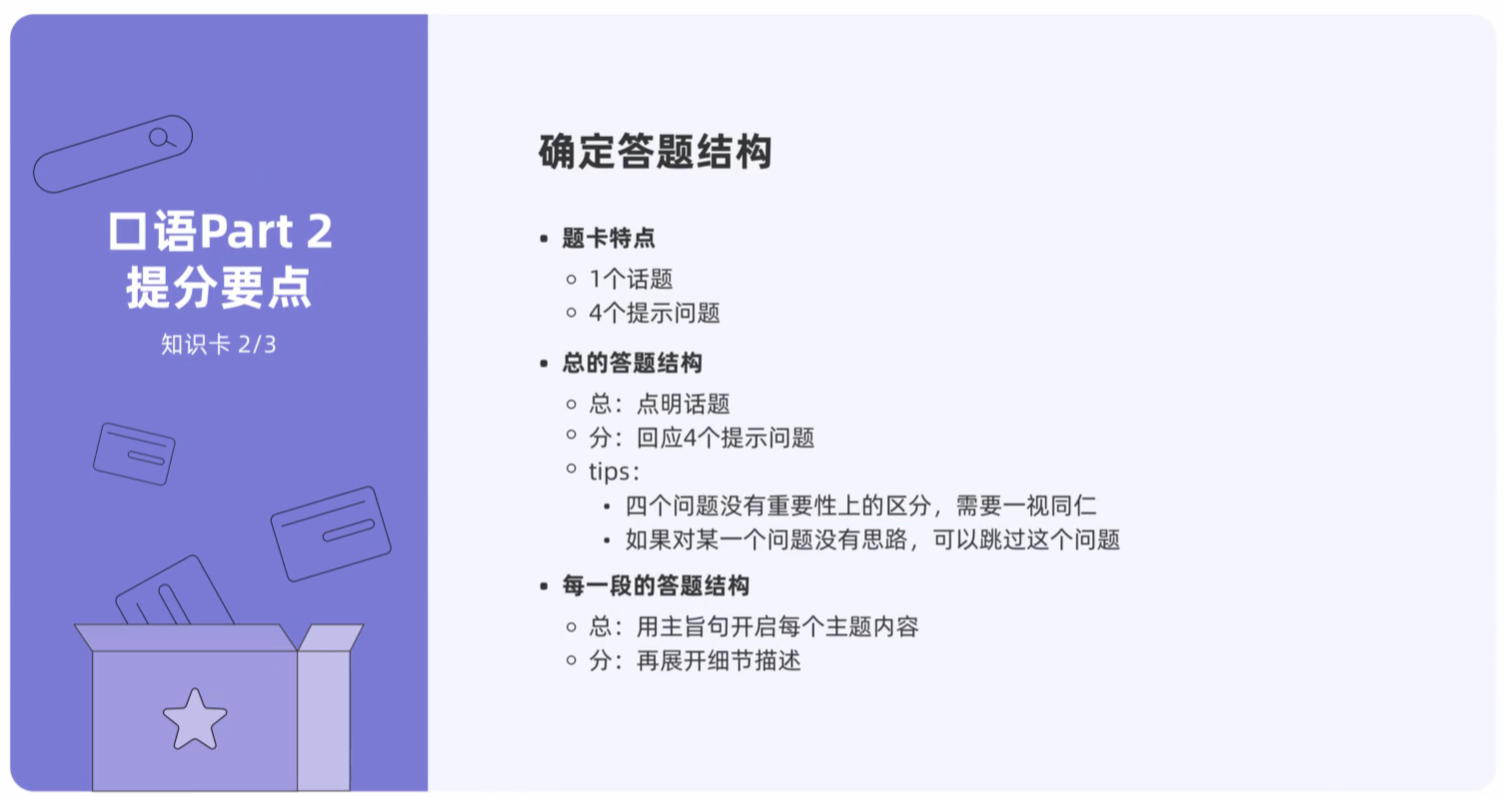 口语Part 2
提分要点
知识卡 2/3
确定答题结构
题卡特点
1个话题
4个提示问题
总的答题结构
总：点明话题
分：回应4个提示问题
tips：
四个问题没有重要性上的区分，需要一视同仁
如果对某一个问题没有思路，可以跳过这个问题
每一段的答题结构
总：用主旨句开启每个主题内容
分：再展开细节描述